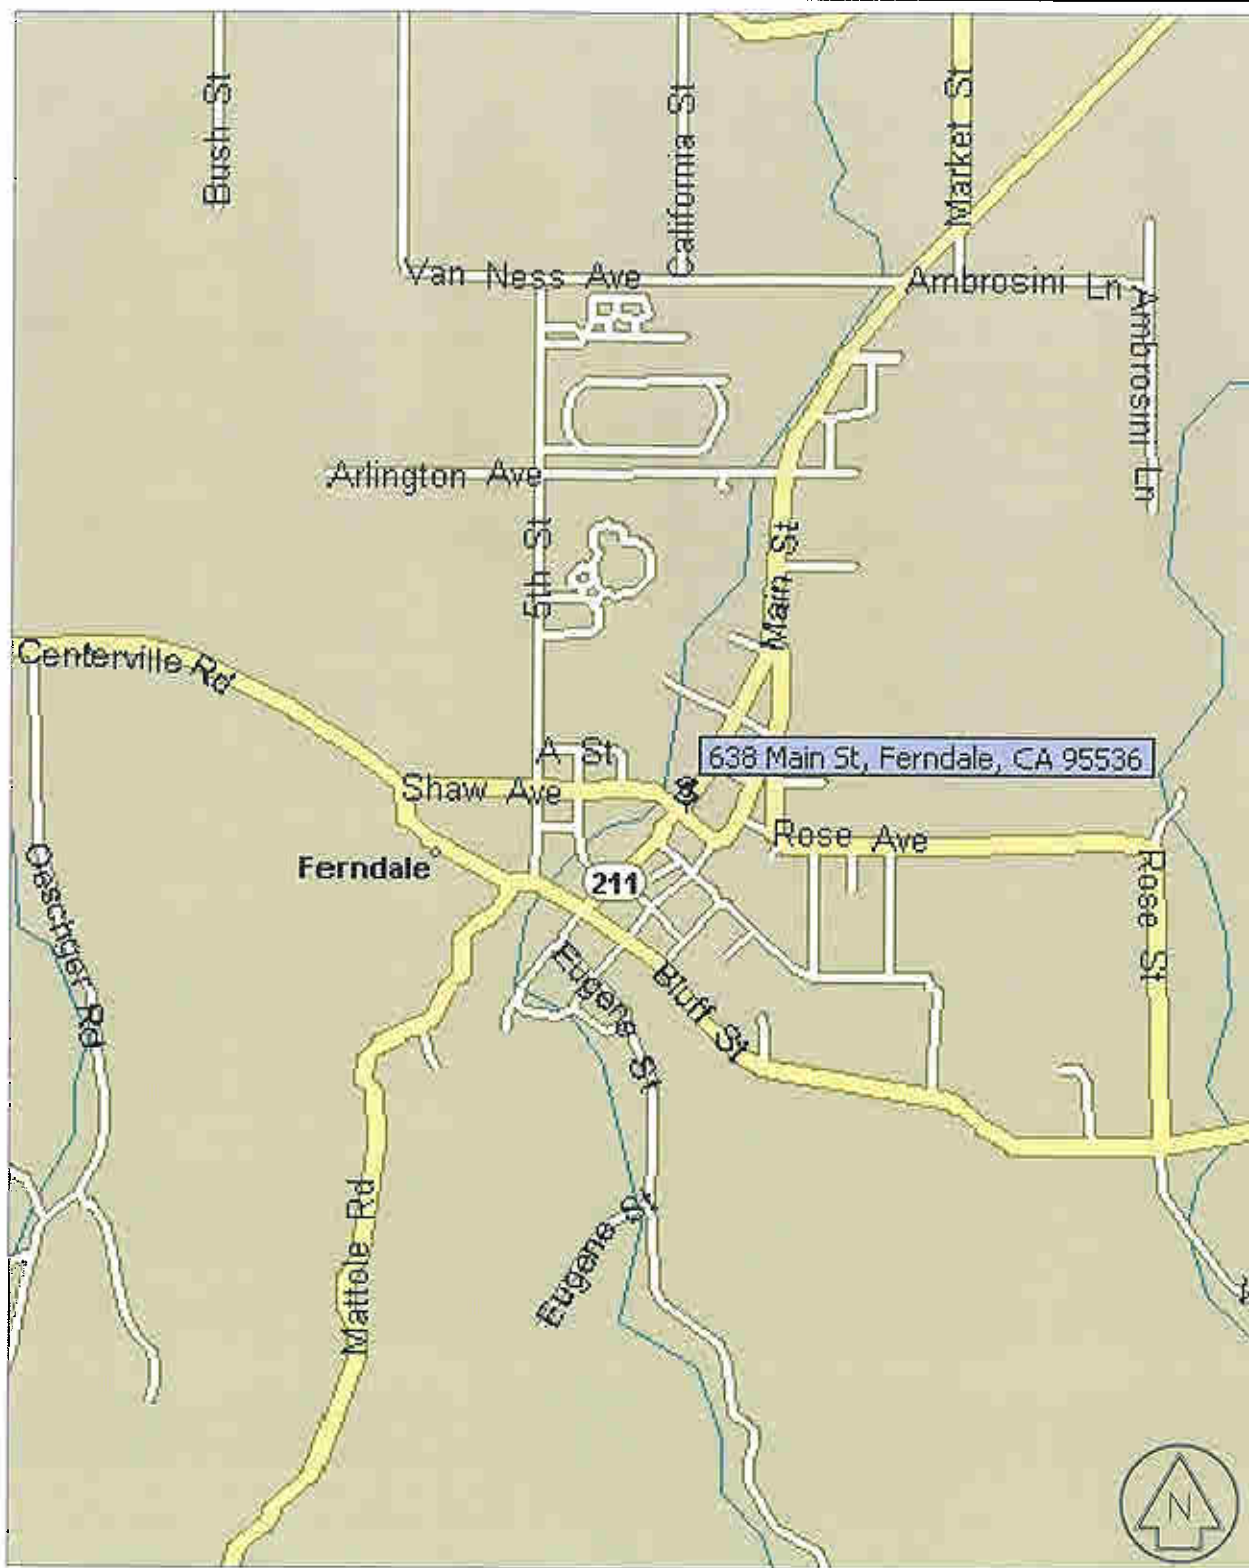 Bush St
California St
Market St
Van Ness Ave
Ambrosini Ln
Ambrosini Ln
Arlington Ave
5th St
Main St
Centerville Rd
A St
638 Main St, Ferndale, CA 95536
Shaw Ave
Rose Ave
Ferndale
211
Rose St
Eugene St
Bluff St
Mattole Rd
Eugene St
N